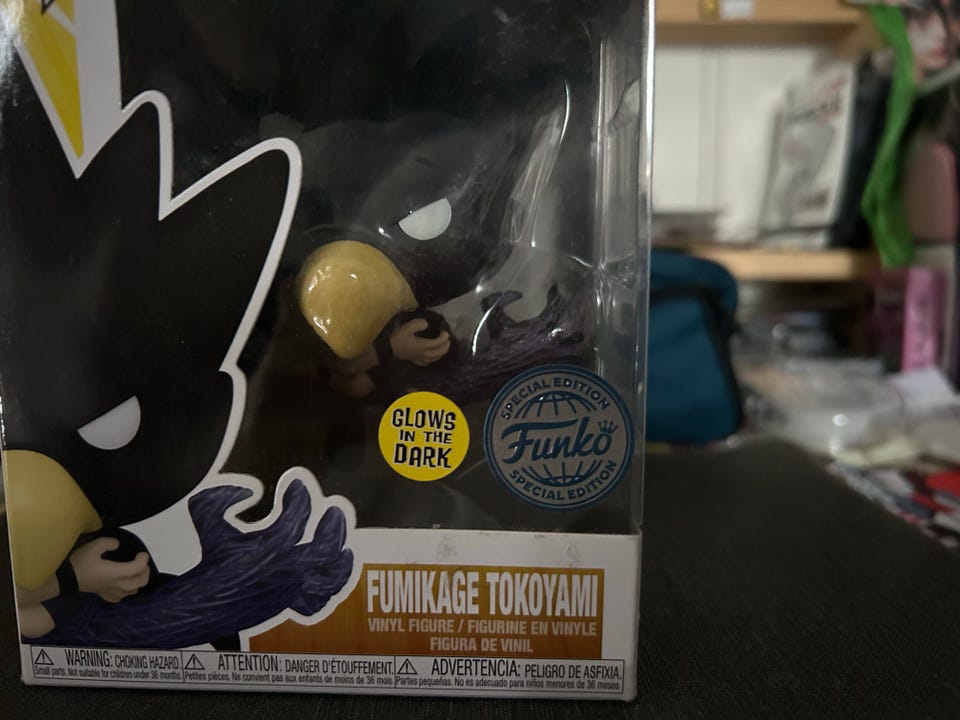 GLOWS
IN THE
DARK
SPECIAL EDITION
Funko
SPECIAL EDITION
FUMIKAGE TOKOYAMI
VINYL FIGURE / FIGURINE EN VINYLE
FIGURA DE VINIL
WARNING: CHOKING HAZARD.
Small parts. Not suitable for children under 36 months.
ATTENTION: DANGER D'ÉTOUFFEMENT.
Petites pièces. Ne convient pas aux enfants de moins de 36 mois.
ADVERTENCIA: PELIGRO DE ASFIXIA.
Partes pequeñas. No es adecuado para niños menores de 36 meses.